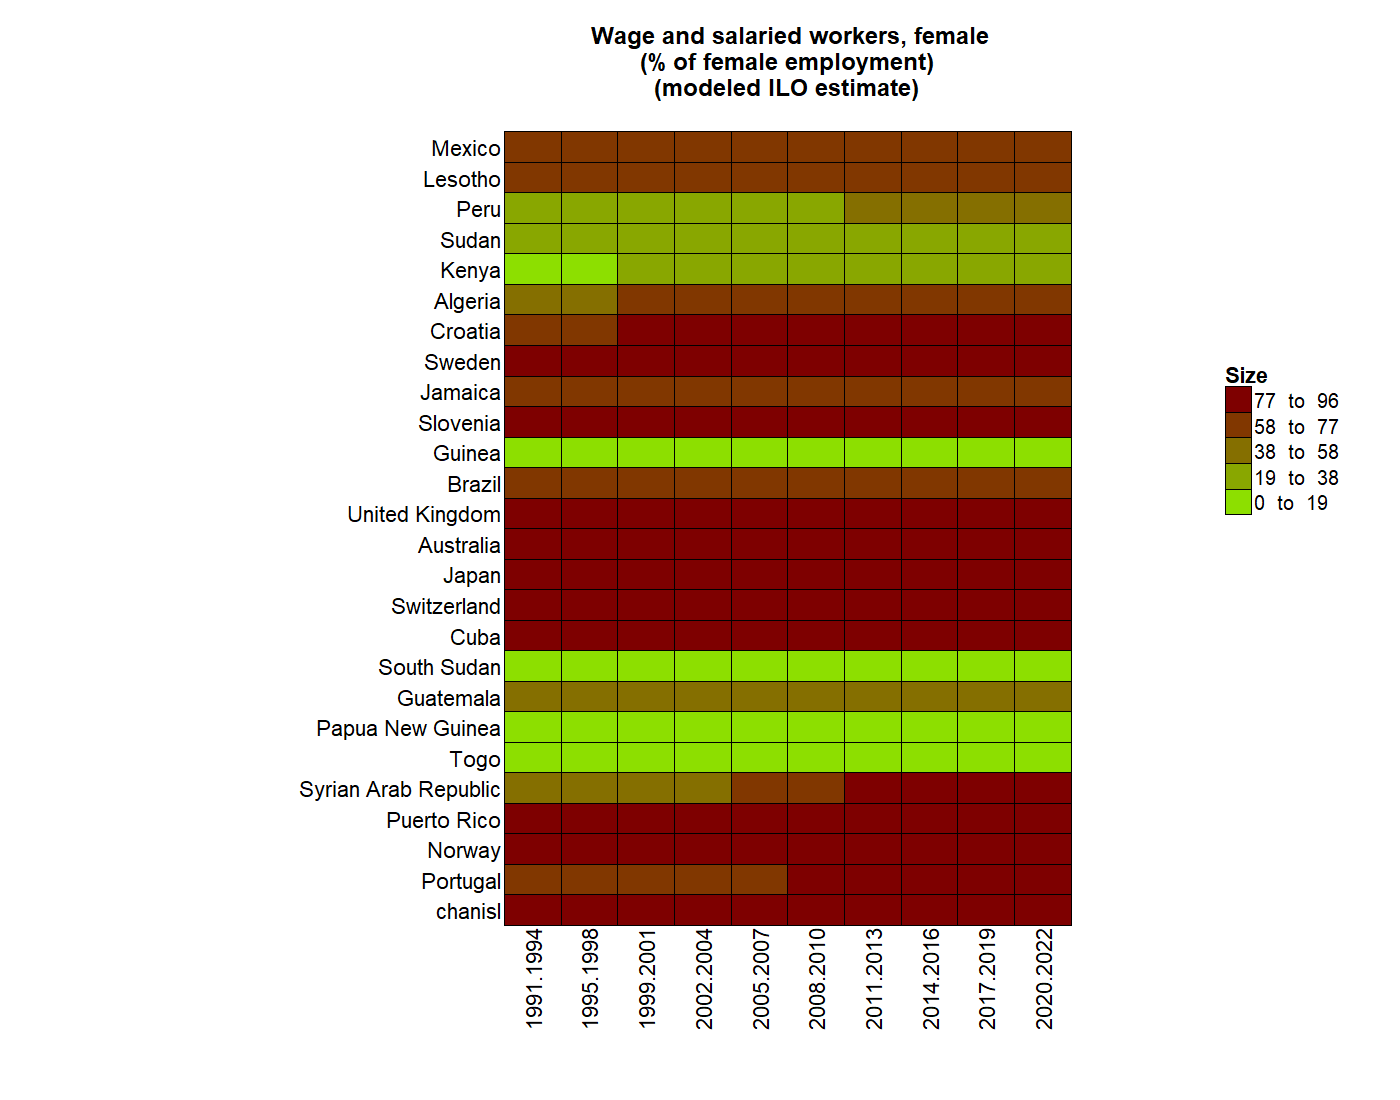 Wage and salaried workers, female
(% of female employment)
(modeled ILO estimate)
Mexico
Lesotho
Peru
Sudan
Kenya
Algeria
Croatia
Sweden
Jamaica
Slovenia
Guinea
Brazil
United Kingdom
Australia
Japan
Switzerland
Cuba
South Sudan
Guatemala
Papua New Guinea
Togo
Syrian Arab Republic
Puerto Rico
Norway
Portugal
chanisl
1991.1994
1995.1998
1999.2001
2002.2004
2005.2007
2008.2010
2011.2013
2014.2016
2017.2019
2020.2022
Size
77 to 96
58 to 77
38 to 58
19 to 38
0 to 19